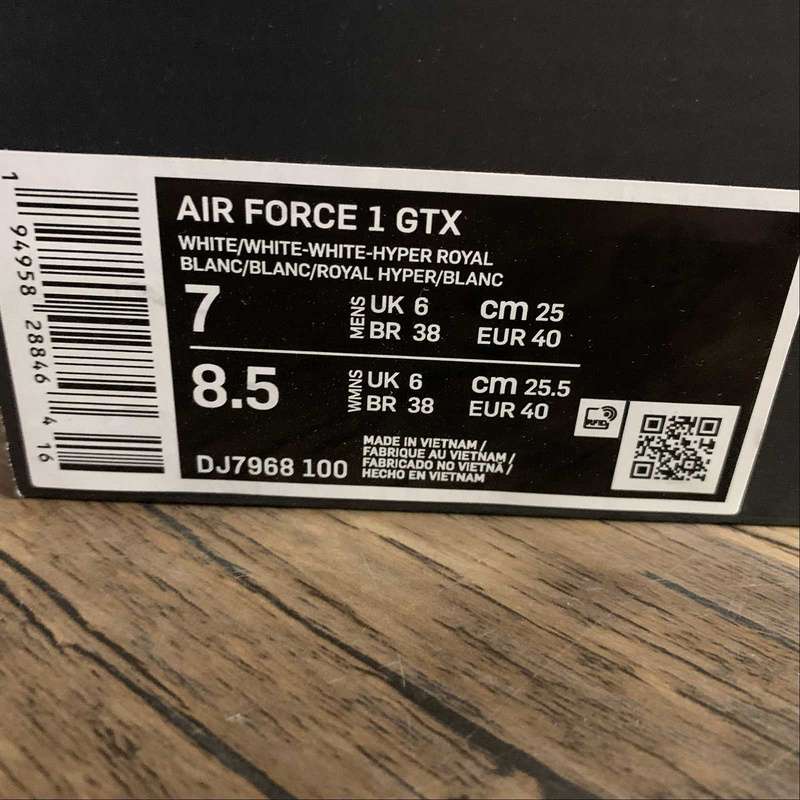 AIR FORCE 1 GTX
WHITE/WHITE-WHITE-HYPER ROYAL
BLANC/BLANC/ROYAL HYPER/BLANC
7 MENS UK 6 cm 25
BR 38 EUR 40
8.5 WMNS UK 6 cm 25.5
BR 38 EUR 40
DJ7968 100
MADE IN VIETNAM /
FABRIQUE AU VIETNAM /
FABRICADO NO VIETNÃ /
HECHO EN VIETNAM
RFID
1 94958 28846 4 16